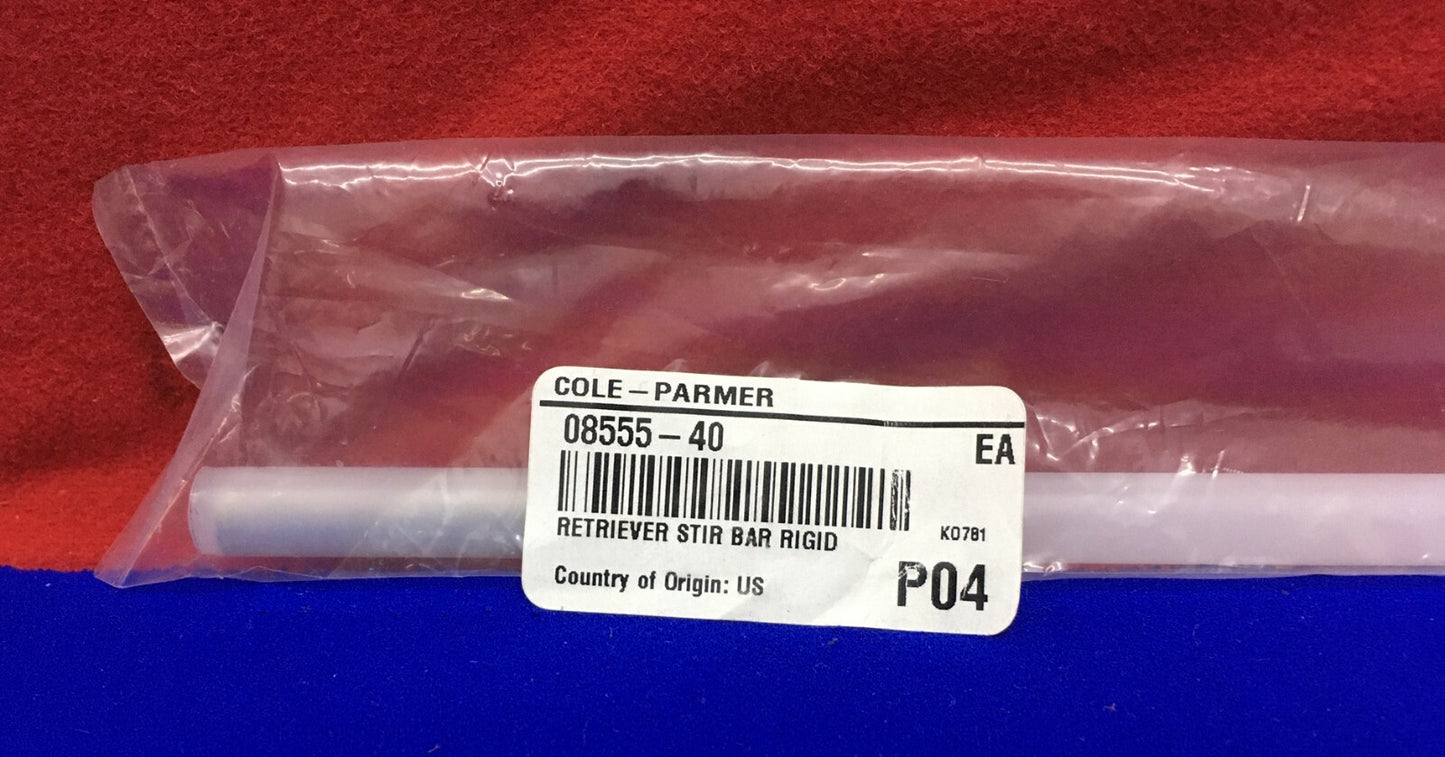 COLE-PARMER
08555-40 EA
RETRIEVER STIR BAR RIGID K0781
Country of Origin: US P04